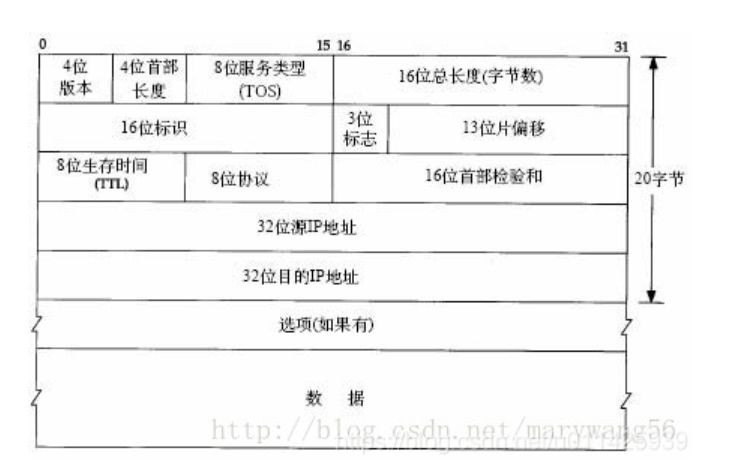 0 15 16 31
4位版本 4位首部长度 8位服务类型(TOS) 16位总长度(字节数)
16位标识 3位标志 13位片偏移
8位生存时间(TTL) 8位协议 16位首部检验和
20字节
32位源IP地址
32位目的IP地址
选项(如果有)
数 据
http://blog.csdn.net/marywang56